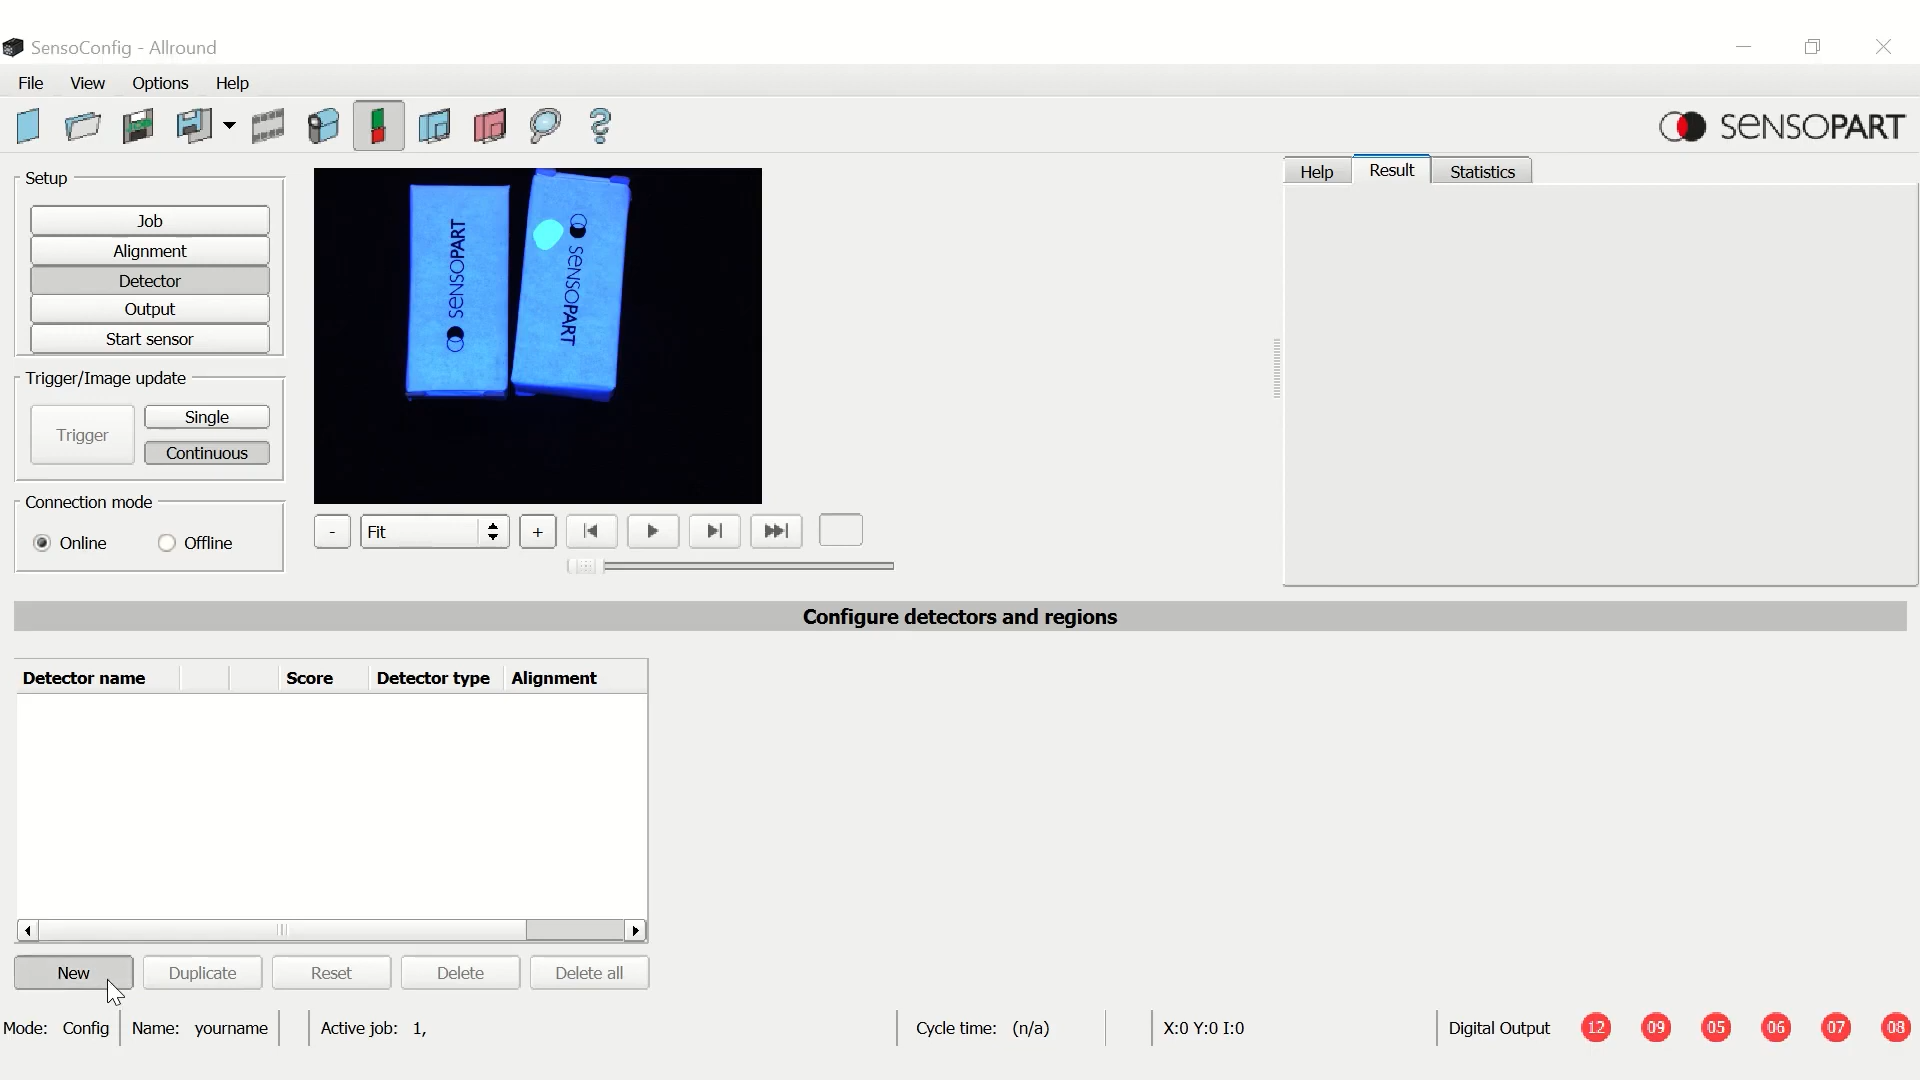 SensoConfig - Allround
File View Options Help
SENSOPART
Setup
Job
Alignment
Detector
Output
Start sensor
Trigger/Image update
Trigger
Single
Continuous
Connection mode
Online Offline
SENSOPART
SENSOPART
- Fit +
Help Result Statistics
Configure detectors and regions
Detector name Score Detector type Alignment
New Duplicate Reset Delete Delete all
Mode: Config Name: yourname Active job: 1, Cycle time: (n/a) X:0 Y:0 I:0 Digital Output 12 09 05 06 07 08